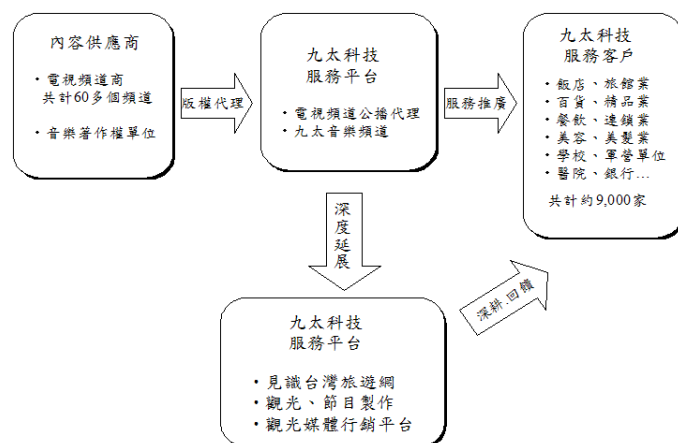 內容供應商
・電視頻道商
共計60多個頻道
・音樂著作權單位
版權代理
九太科技
服務平台
・電視頻道公播代理
・九太音樂頻道
服務推廣
九太科技
服務客戶
・飯店、旅館業
・百貨、精品業
・餐飲、連鎖業
・美容、美髮業
・學校、軍營單位
・醫院、銀行…
共計約9,000家
深度延展
九太科技
服務平台
・見識台灣旅遊網
・觀光、節目製作
・觀光媒體行銷平台
深耕.回饋